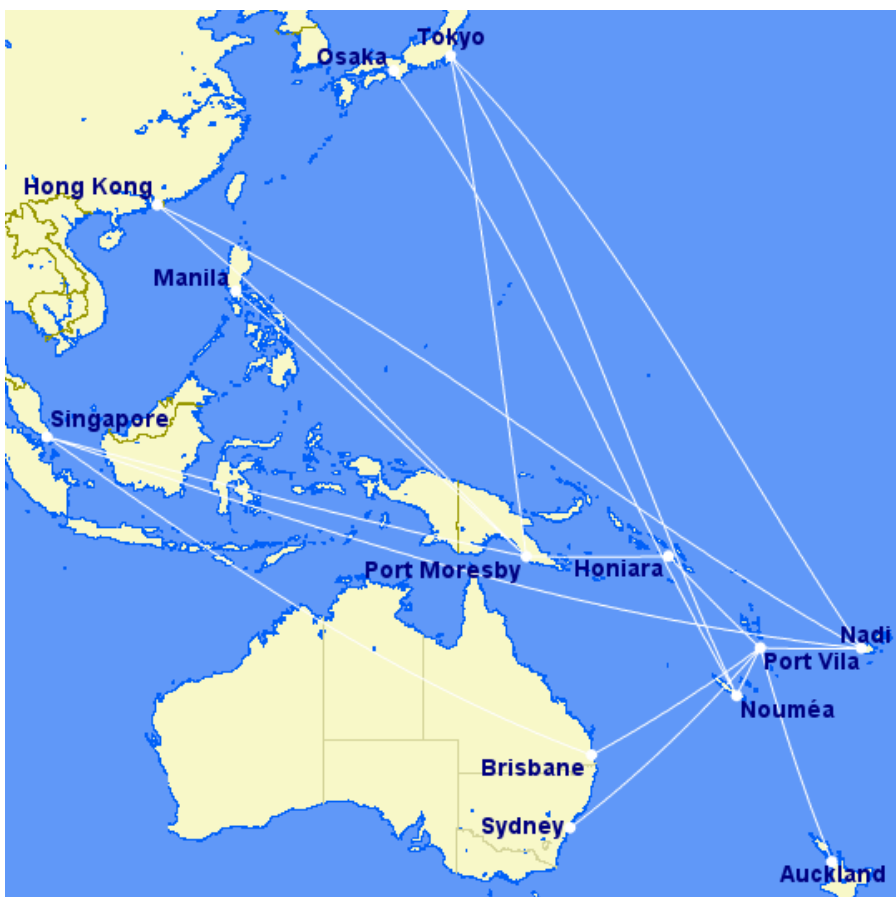 Tokyo
Osaka
Hong Kong
Manila
Singapore
Port Moresby
Honiara
Nadi
Port Vila
Nouméa
Brisbane
Sydney
Auckland